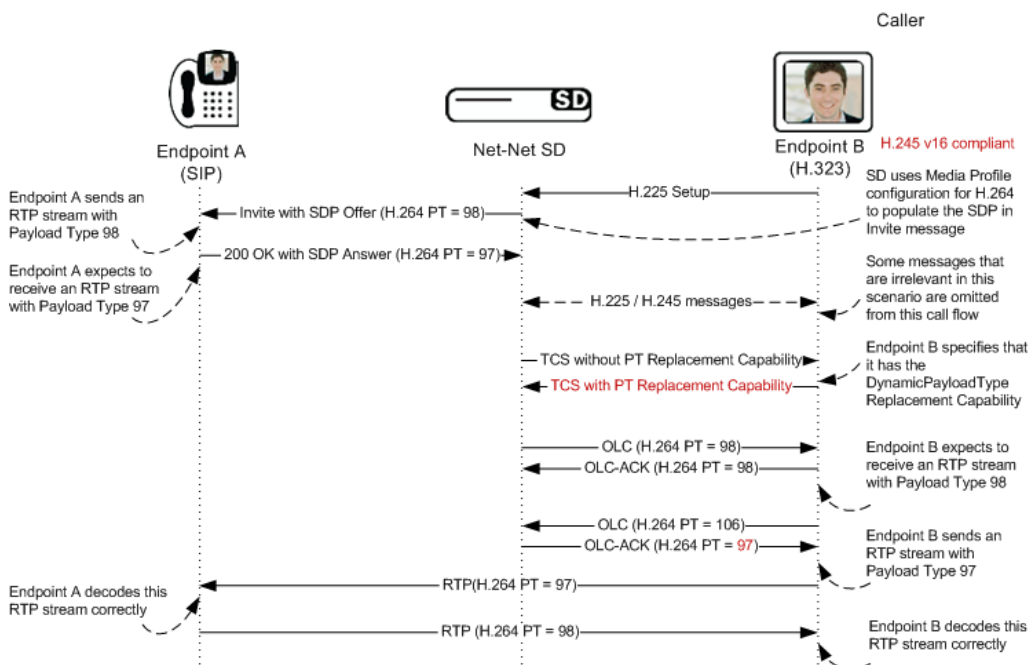 Caller
SD
Endpoint A
(SIP)
Net-Net SD
Endpoint B
(H.323)
H.245 v16 compliant
Endpoint A sends an
RTP stream with
Payload Type 98
H.225 Setup
SD uses Media Profile
configuration for H.264
to populate the SDP in
Invite message
Invite with SDP Offer (H.264 PT = 98)
200 OK with SDP Answer (H.264 PT = 97)
Endpoint A expects to
receive an RTP stream
with Payload Type 97
Some messages that
are irrelevant in this
scenario are omitted
from this call flow
H.225 / H.245 messages
TCS without PT Replacement Capability
TCS with PT Replacement Capability
Endpoint B specifies that
it has the
DynamicPayloadType
Replacement Capability
OLC (H.264 PT = 98)
OLC-ACK (H.264 PT = 98)
Endpoint B expects to
receive an RTP stream
with Payload Type 98
OLC (H.264 PT = 106)
OLC-ACK (H.264 PT = 97)
Endpoint B sends an
RTP stream with
Payload Type 97
RTP(H.264 PT = 97)
Endpoint A decodes this
RTP stream correctly
RTP (H.264 PT = 98)
Endpoint B decodes this
RTP stream correctly